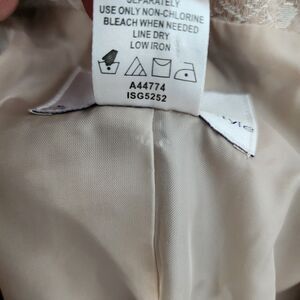 SEPARATELY
USE ONLY NON-CHLORINE
BLEACH WHEN NEEDED
LINE DRY
LOW IRON
A44774
ISG5252